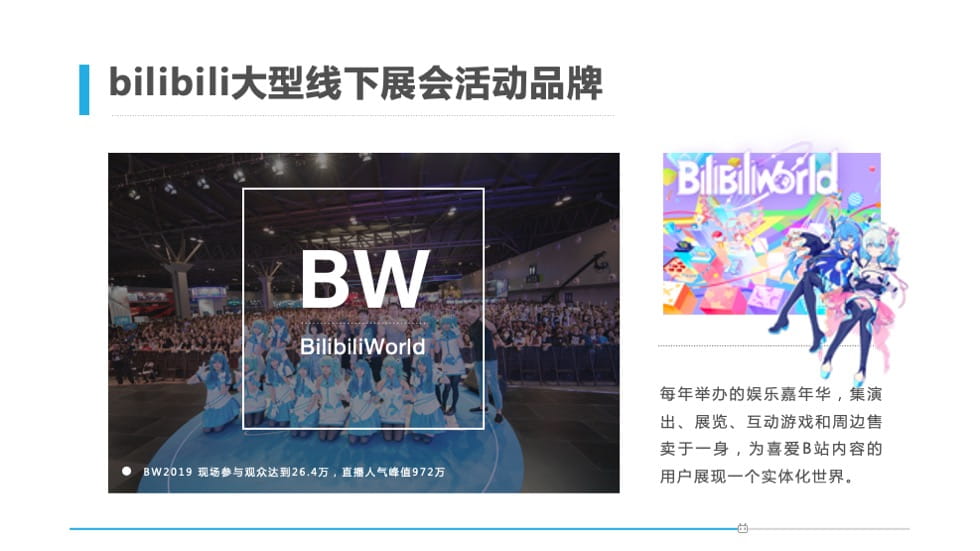 bilibili大型线下展会活动品牌
BiliBiliWorld
BW
BilibiliWorld
BW2019 现场参与观众达到26.4万，直播人气峰值972万
每年举办的娱乐嘉年华，集演
出、展览、互动游戏和周边售
卖于一身，为喜爱B站内容的
用户展现一个实体化世界。